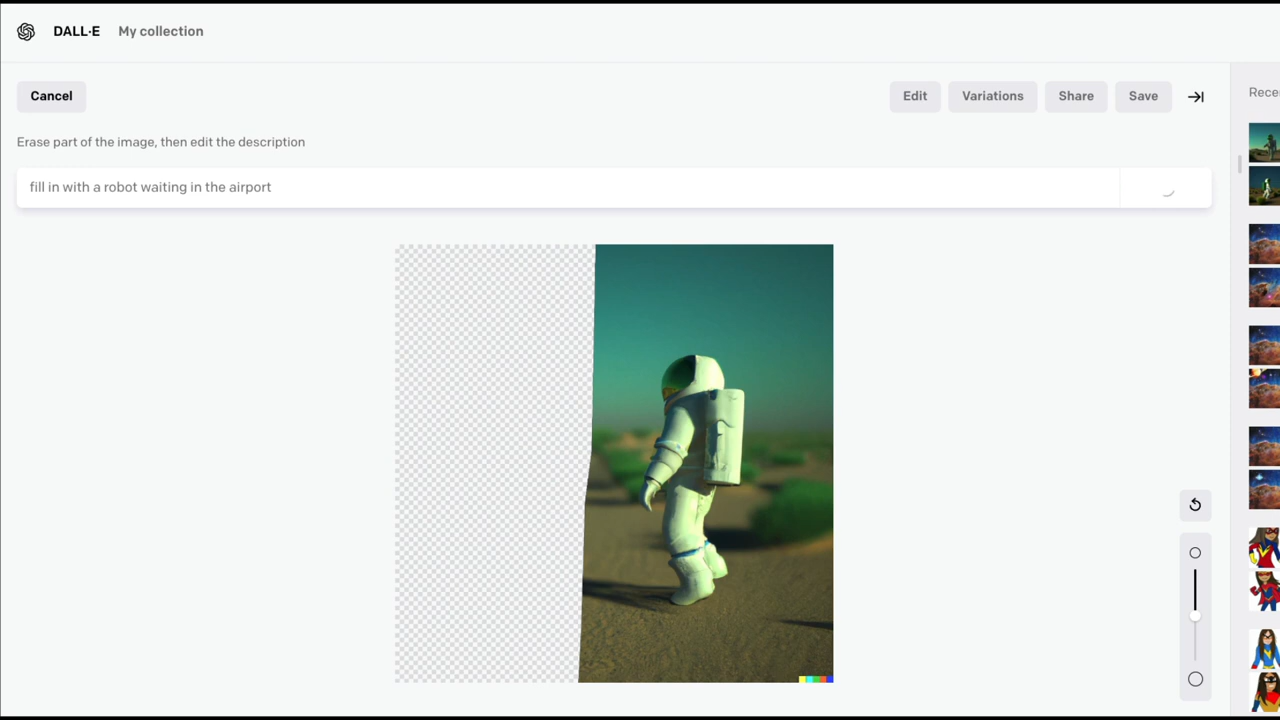 DALL·E My collection
Cancel Edit Variations Share Save
Erase part of the image, then edit the description
fill in with a robot waiting in the airport